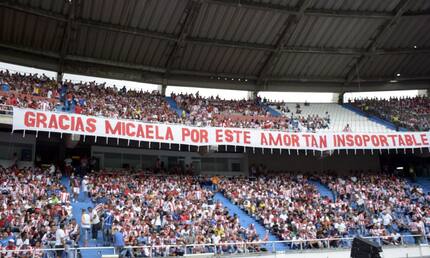 GRACIAS MICAELA POR ESTE AMOR TAN INSOPORTABLE